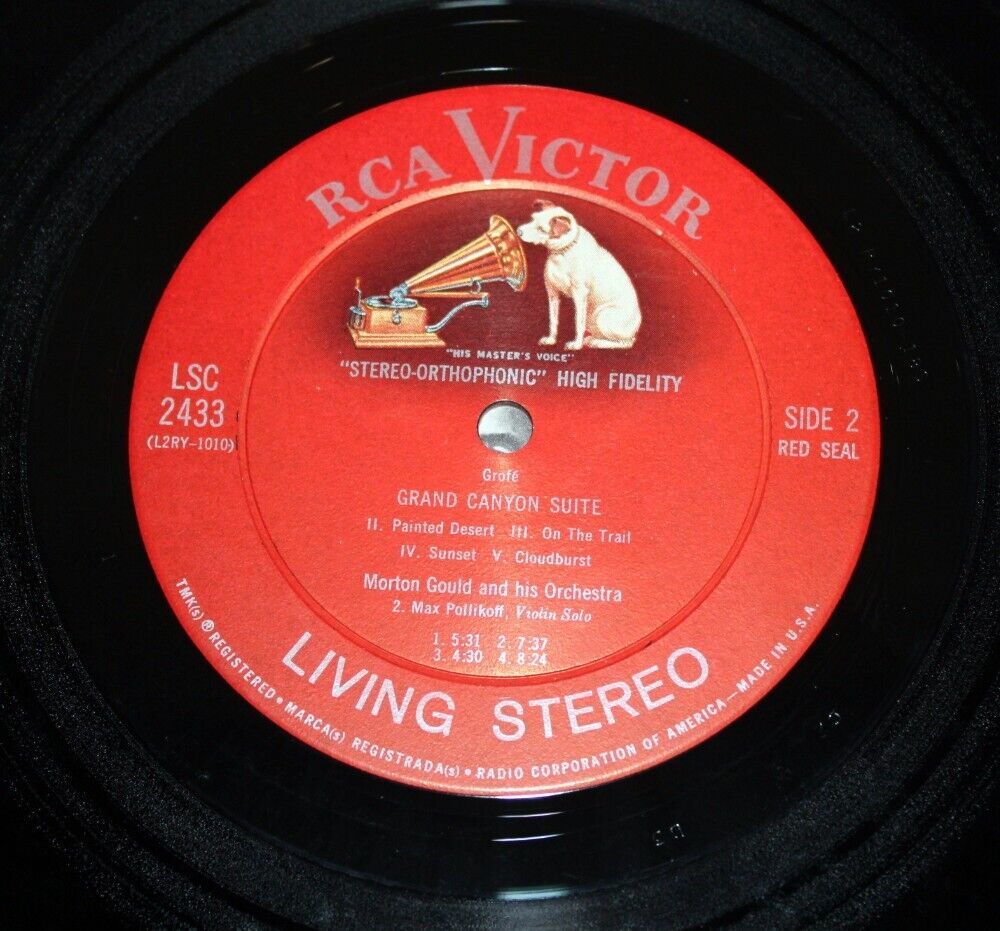 RCA VICTOR
"HIS MASTER'S VOICE"
"STEREO-ORTHOPHONIC" HIGH FIDELITY
LSC
2433
(L2RY-1010)
SIDE 2
RED SEAL
Grofé
GRAND CANYON SUITE
II. Painted Desert III. On The Trail
IV. Sunset V. Cloudburst
Morton Gould and his Orchestra
2. Max Pollikoff, Violin Solo
1. 5:31 2. 7:37
3. 4:30 4. 8:24
LIVING STEREO
TMK(s) ® REGISTERED • MARCA(s) REGISTRADA(s) • RADIO CORPORATION OF AMERICA—MADE IN U.S.A.